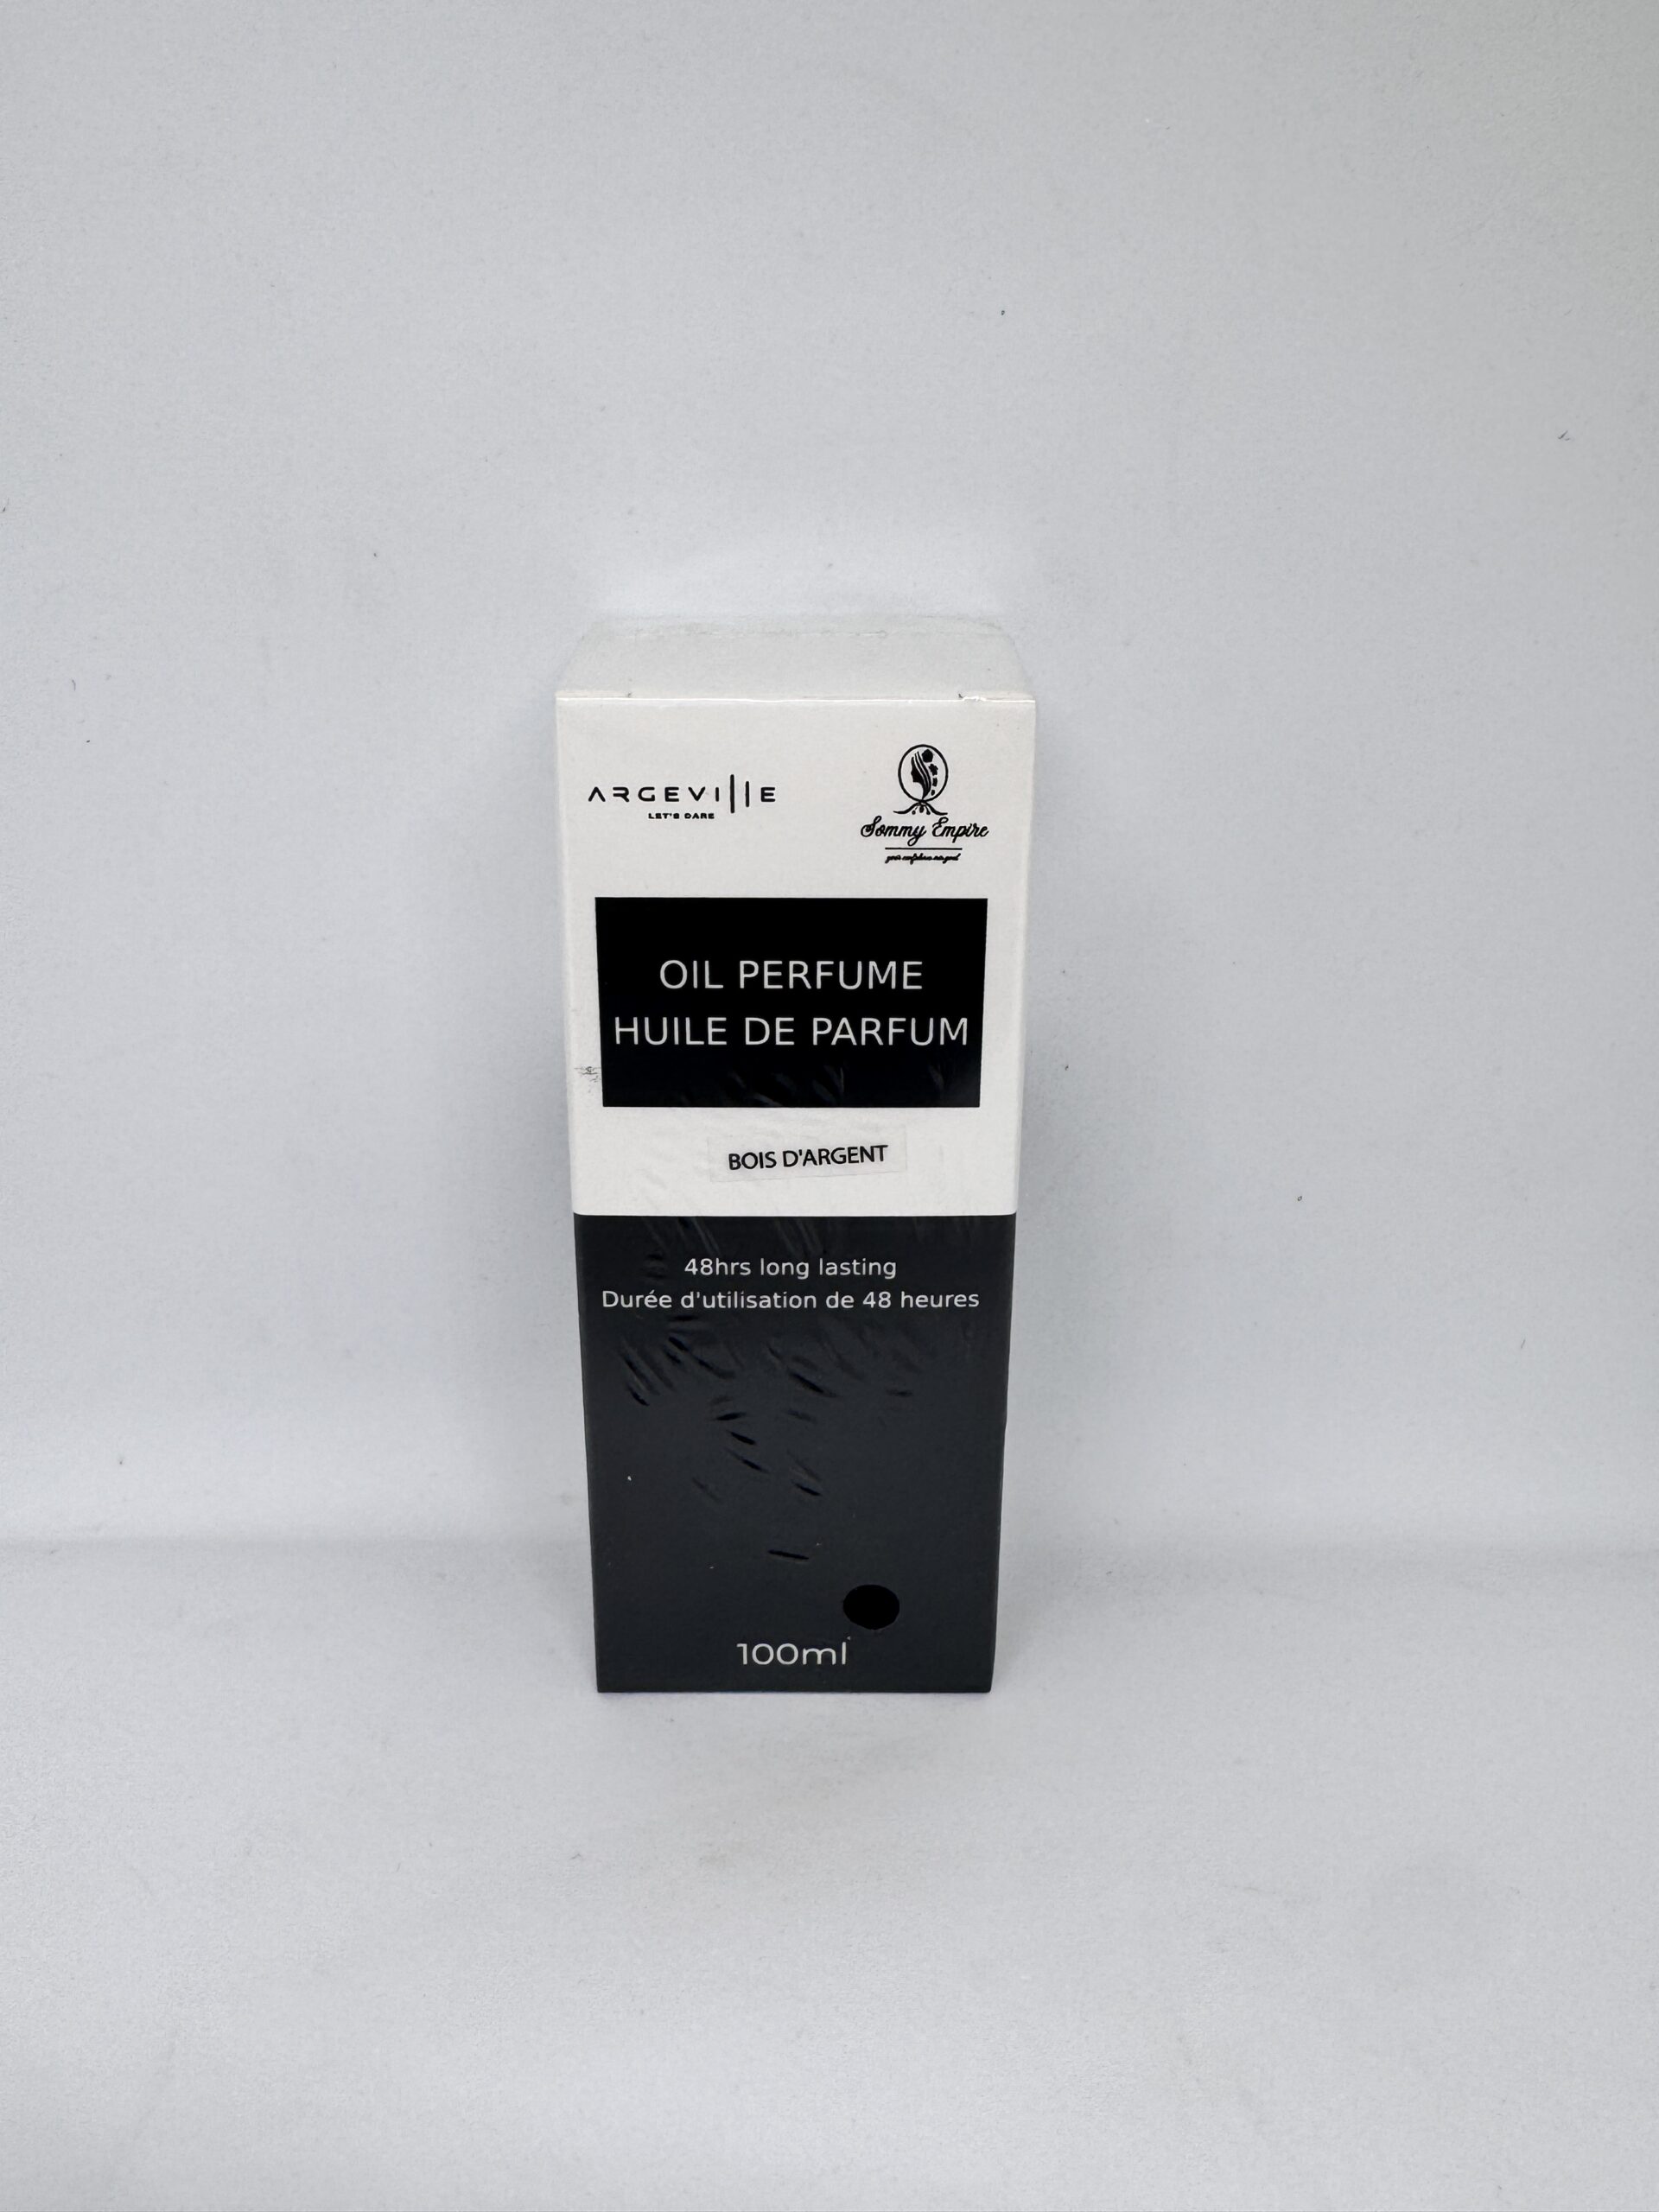 ARGEVILLE
LET'S DARE
Sommy Empire
OIL PERFUME
HUILE DE PARFUM
BOIS D'ARGENT
48hrs long lasting
Durée d'utilisation de 48 heures
100ml